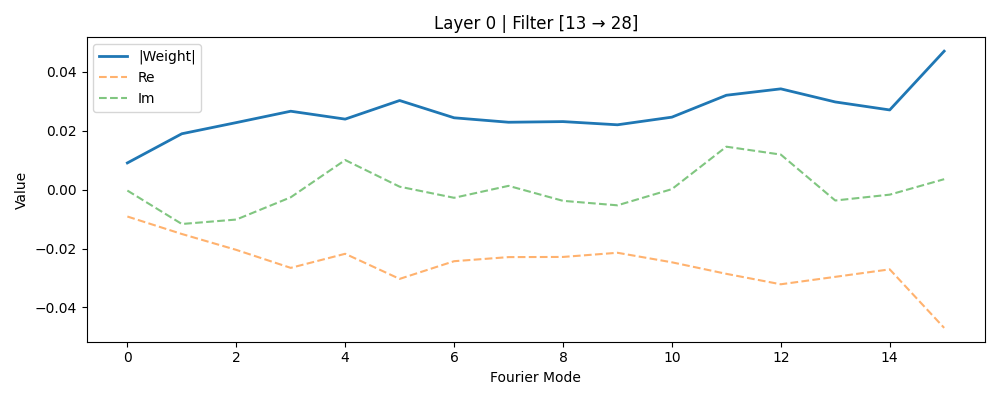 Layer 0 | Filter [13 → 28]
|Weight|
Re
Im
0.04
0.02
0.00
−0.02
−0.04
Value
0 2 4 6 8 10 12 14
Fourier Mode